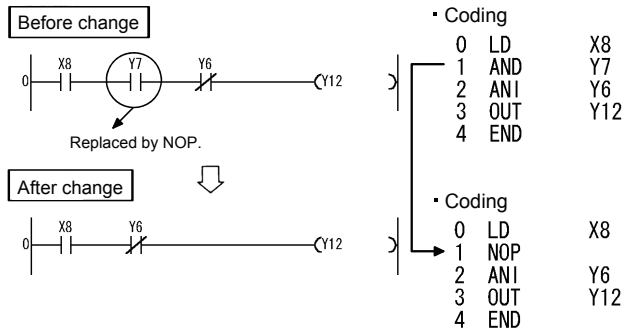 Before change
X8 Y7 Y6
0 Y12
Replaced by NOP.
After change
X8 Y6
0 Y12
▪ Coding
0 LD X8
1 AND Y7
2 ANI Y6
3 OUT Y12
4 END
▪ Coding
0 LD X8
1 NOP
2 ANI Y6
3 OUT Y12
4 END